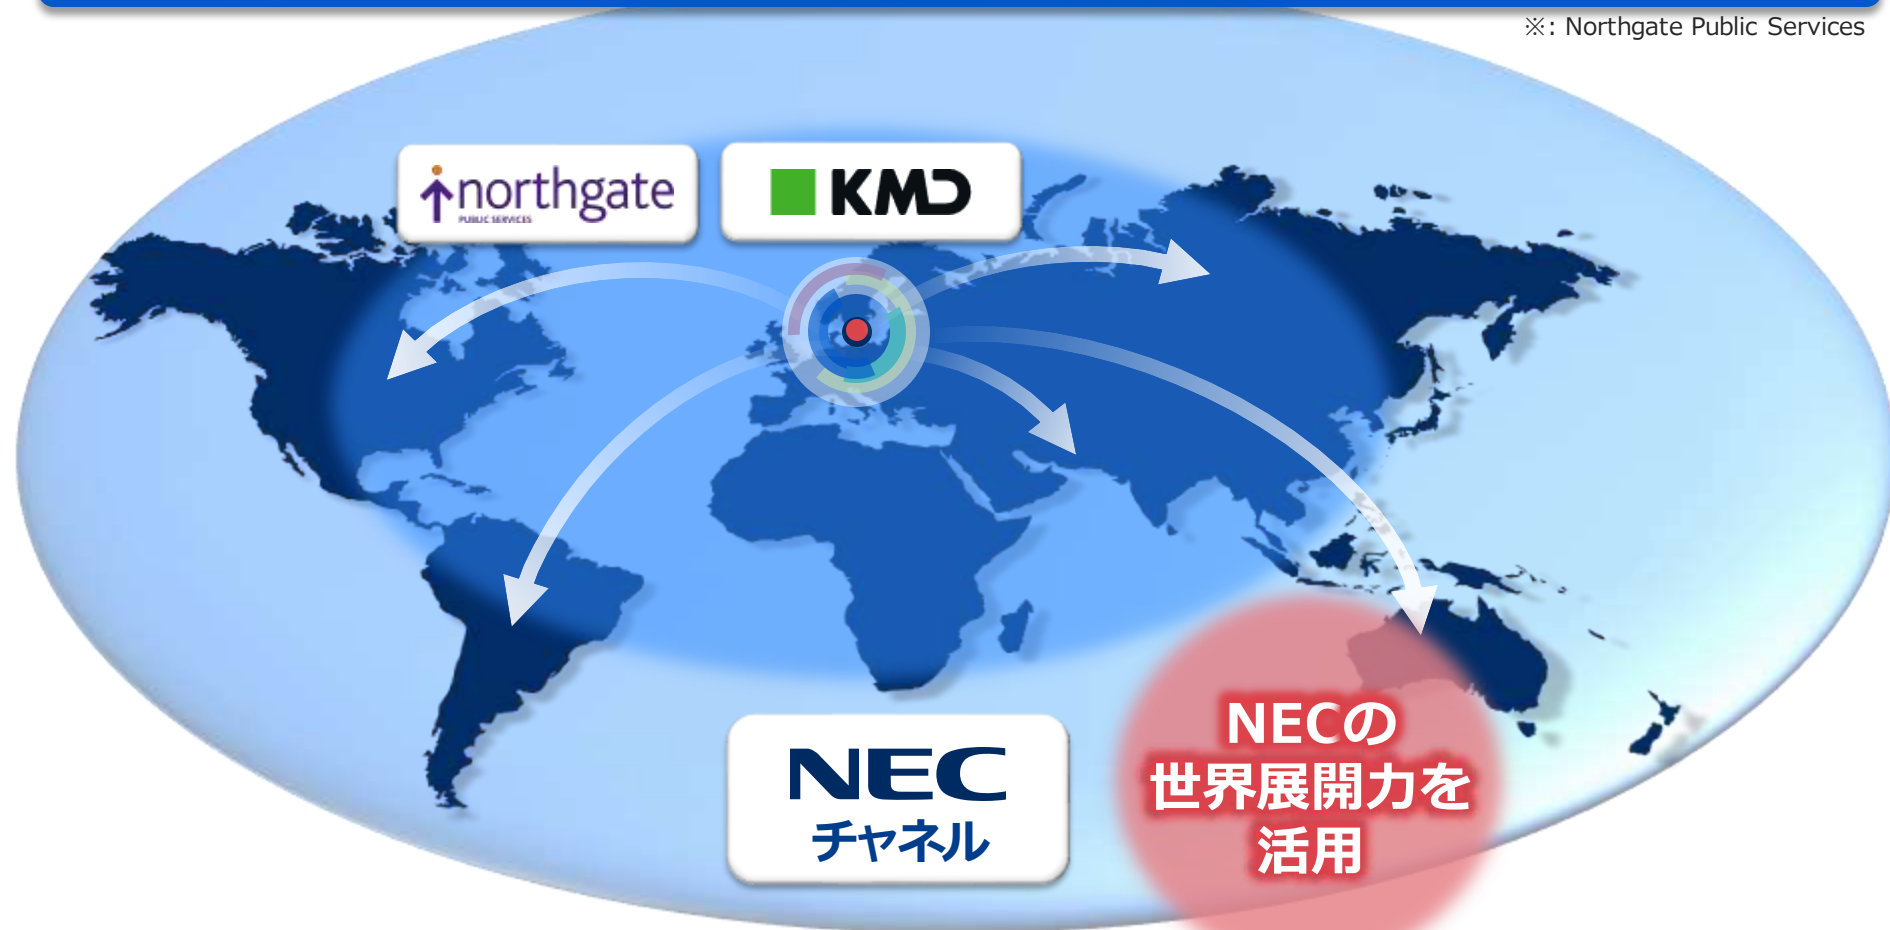 ※: Northgate Public Services
northgate
PUBLIC SERVICES
KMD
NEC
チャネル
NECの
世界展開力を
活用